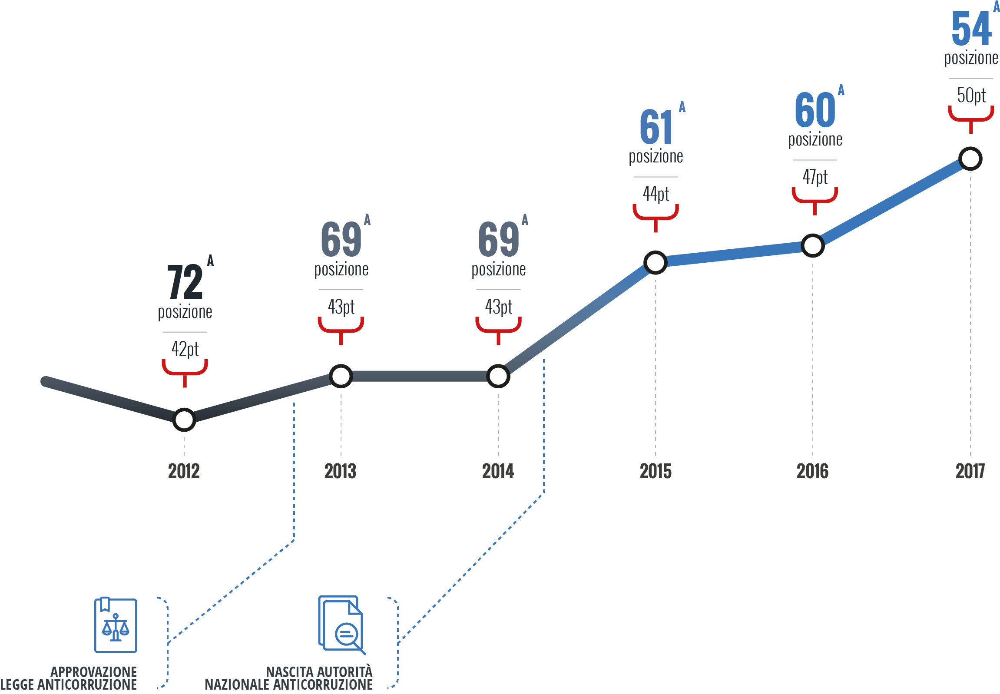 72 A
posizione
42pt
69 A
posizione
43pt
69 A
posizione
43pt
61 A
posizione
44pt
60 A
posizione
47pt
54 A
posizione
50pt
2012
2013
2014
2015
2016
2017
APPROVAZIONE
LEGGE ANTICORRUZIONE
NASCITA AUTORITÀ
NAZIONALE ANTICORRUZIONE